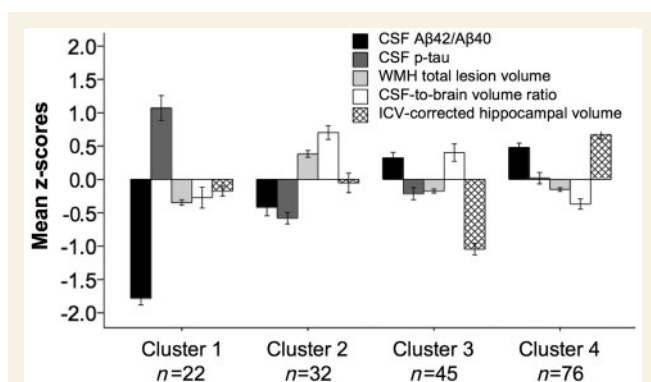 2.0
1.5
1.0
0.5
0.0
-0.5
-1.0
-1.5
-2.0
Mean z-scores
CSF Aβ42/Aβ40
CSF p-tau
WMH total lesion volume
CSF-to-brain volume ratio
ICV-corrected hippocampal volume
Cluster 1 Cluster 2 Cluster 3 Cluster 4
n=22 n=32 n=45 n=76